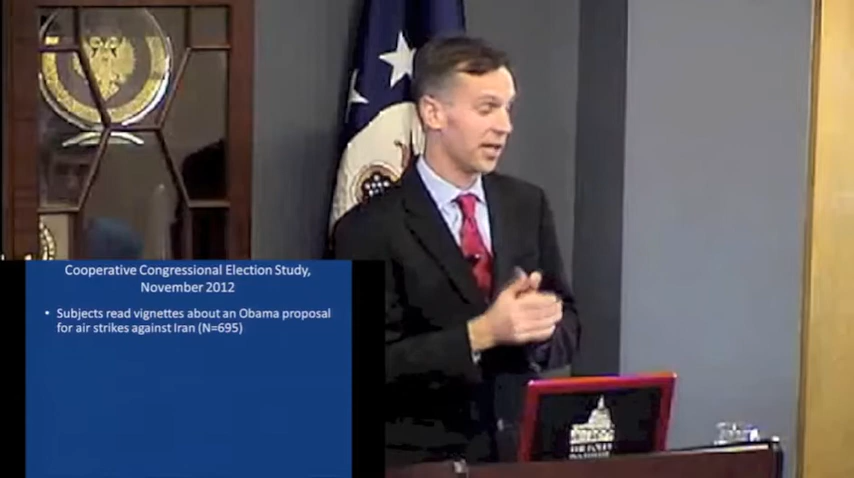 Cooperative Congressional Election Study,
November 2012
• Subjects read vignettes about an Obama proposal
for air strikes against Iran (N=695)